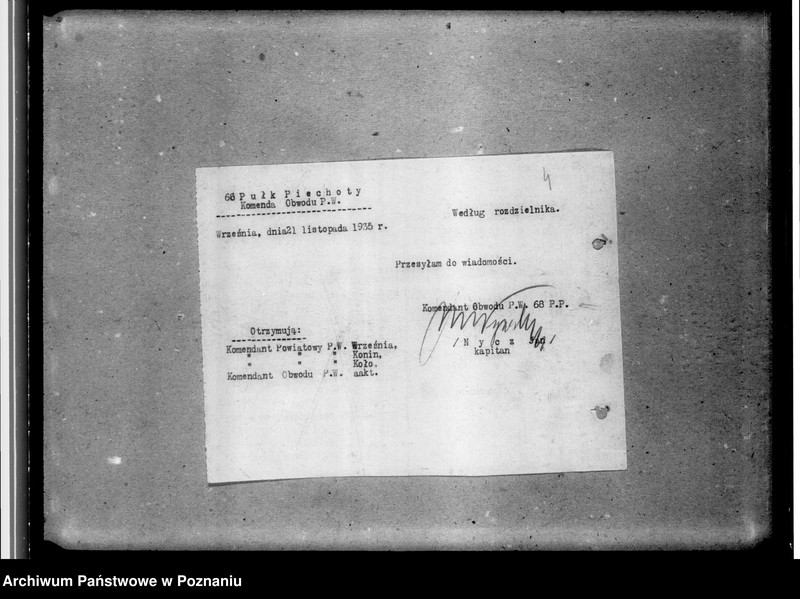 4
68 Pułk Piechoty
Komenda Obwodu P.W.
Według rozdzielnika.
Września, dnia21 listopada 1935 r.
Przesyłam do wiadomości.
Komendant Obwodu P.W. 68 P.P.
/ N y c z /
kapitan
Otrzymują:
Komendant Powiatowy P.W. Września,
" " " Konin,
" " " Koło,
Komendant Obwodu P.W. aakt.
Archiwum Państwowe w Poznaniu